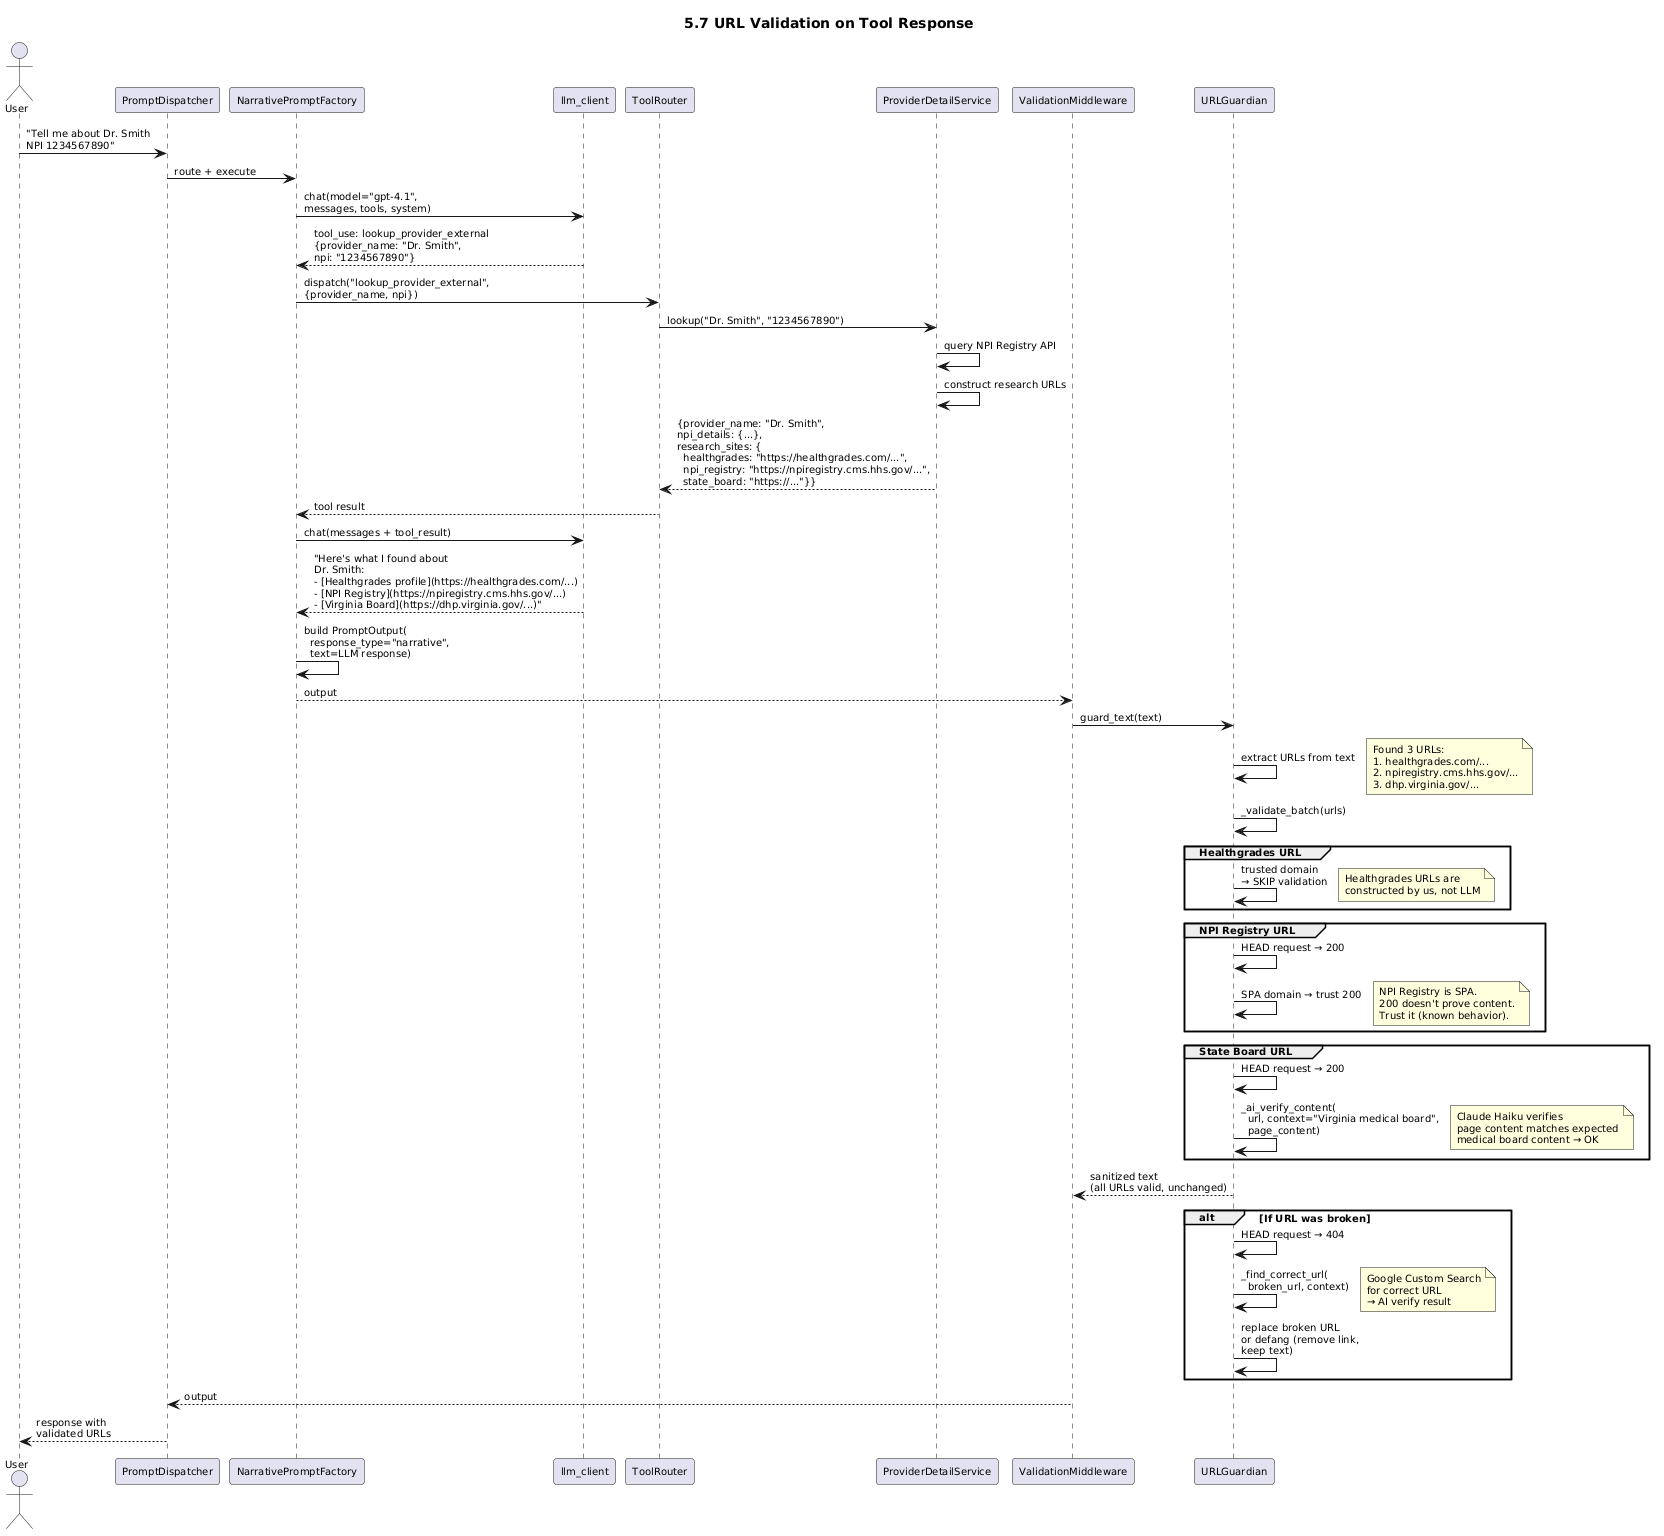 5.7 URL Validation on Tool Response
User
PromptDispatcher
NarrativePromptFactory
llm_client
ToolRouter
ProviderDetailService
ValidationMiddleware
URLGuardian
"Tell me about Dr. Smith
NPI 1234567890"
route + execute
chat(model="gpt-4.1",
messages, tools, system)
tool_use: lookup_provider_external
{provider_name: "Dr. Smith",
npi: "1234567890"}
dispatch("lookup_provider_external",
{provider_name, npi})
lookup("Dr. Smith", "1234567890")
query NPI Registry API
construct research URLs
{provider_name: "Dr. Smith",
npi_details: {...},
research_sites: {
healthgrades: "https://healthgrades.com/...",
npi_registry: "https://npiregistry.cms.hhs.gov/...",
state_board: "https://..."}}
tool result
chat(messages + tool_result)
"Here's what I found about
Dr. Smith:
- [Healthgrades profile](https://healthgrades.com/...)
- [NPI Registry](https://npiregistry.cms.hhs.gov/...)
- [Virginia Board](https://dhp.virginia.gov/...)"
build PromptOutput(
response_type="narrative",
text=LLM response)
output
guard_text(text)
extract URLs from text
Found 3 URLs:
1. healthgrades.com/...
2. npiregistry.cms.hhs.gov/...
3. dhp.virginia.gov/...
_validate_batch(urls)
Healthgrades URL
trusted domain
→ SKIP validation
Healthgrades URLs are
constructed by us, not LLM
NPI Registry URL
HEAD request → 200
SPA domain → trust 200
NPI Registry is SPA.
200 doesn't prove content.
Trust it (known behavior).
State Board URL
HEAD request → 200
_ai_verify_content(
url, context="Virginia medical board",
page_content)
Claude Haiku verifies
page content matches expected
medical board content → OK
sanitized text
(all URLs valid, unchanged)
alt
[If URL was broken]
HEAD request → 404
_find_correct_url(
broken_url, context)
Google Custom Search
for correct URL
→ AI verify result
replace broken URL
or defang (remove link,
keep text)
output
response with
validated URLs
User
PromptDispatcher
NarrativePromptFactory
llm_client
ToolRouter
ProviderDetailService
ValidationMiddleware
URLGuardian